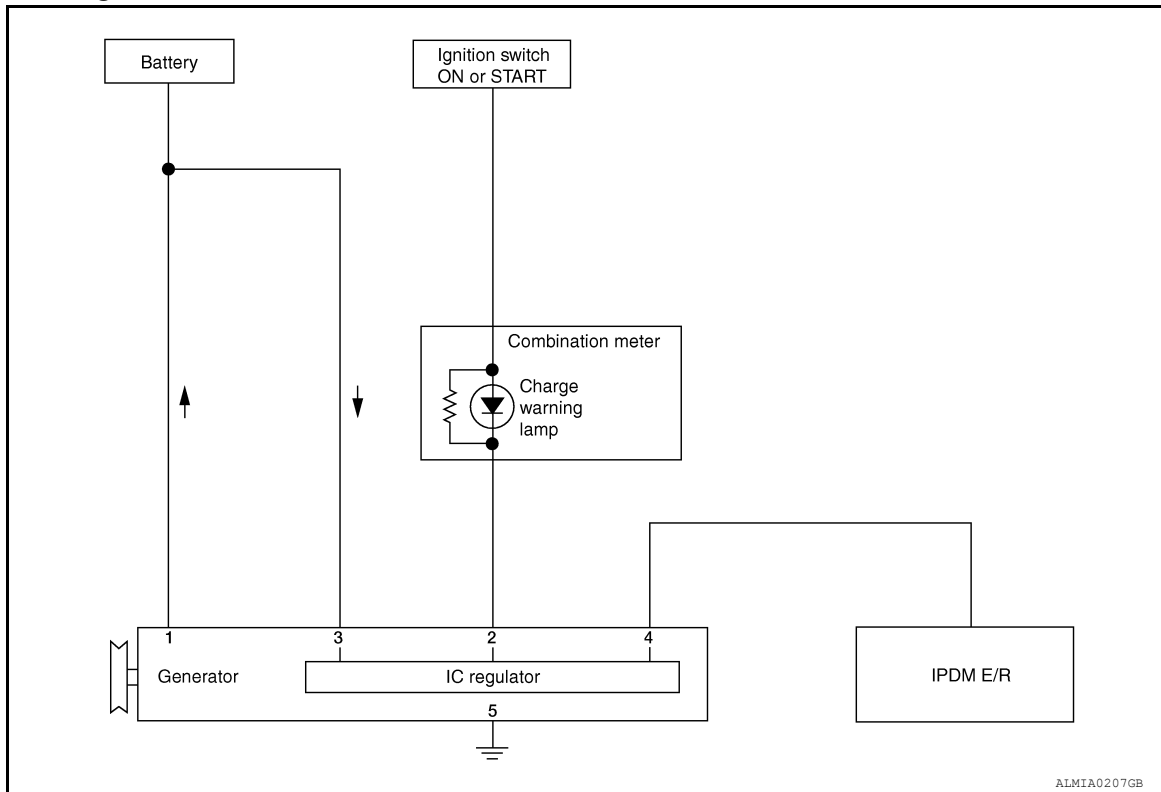 Battery
Ignition switch
ON or START
Combination meter
Charge
warning
lamp
1
3
2
4
Generator
IC regulator
IPDM E/R
5
ALMIA0207GB